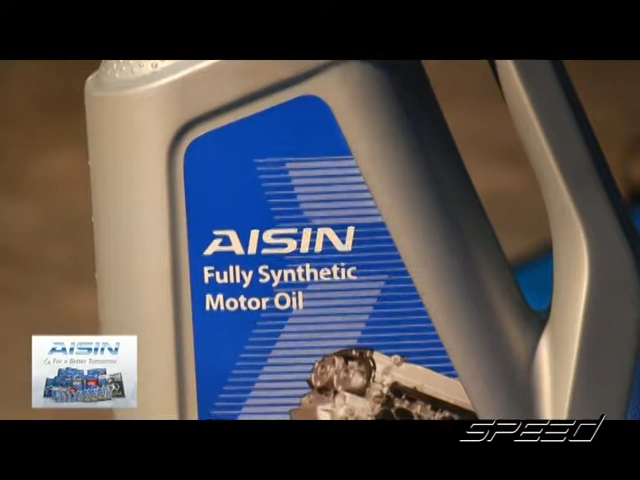 AISIN
Fully Synthetic
Motor Oil
AISIN
For a Better Tomorrow
SPEED